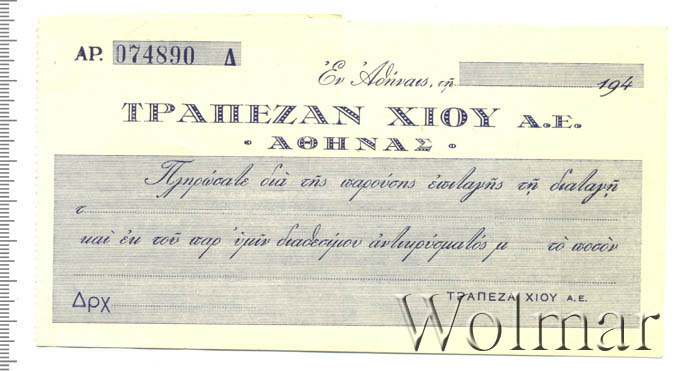 ΑΡ. 074890 Δ
Ἐν Ἀθήναις, τῇ 194
ΤΡΑΠΕΖΑΝ ΧΙΟΥ Α.Ε.
• ΑΘΗΝΑΣ •
Πληρώσατε διὰ τῆς παρούσης ἐπιταγῆς τῇ διαταγῇ
τ
καὶ ἐκ τοῦ παρ' ὑμῖν διαθεσίμου ἀντικρύσματός μ τὸ ποσὸν
Δρχ
ΤΡΑΠΕΖΑ ΧΙΟΥ Α.Ε.
Wolmar